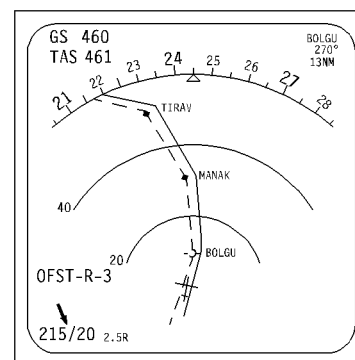 GS 460
TAS 461
BOLGU
270°
13NM
21 22 23 24 25 26 27 28
TIRAV
MANAK
40
20
BOLGU
OFST-R-3
215/20 2.5R